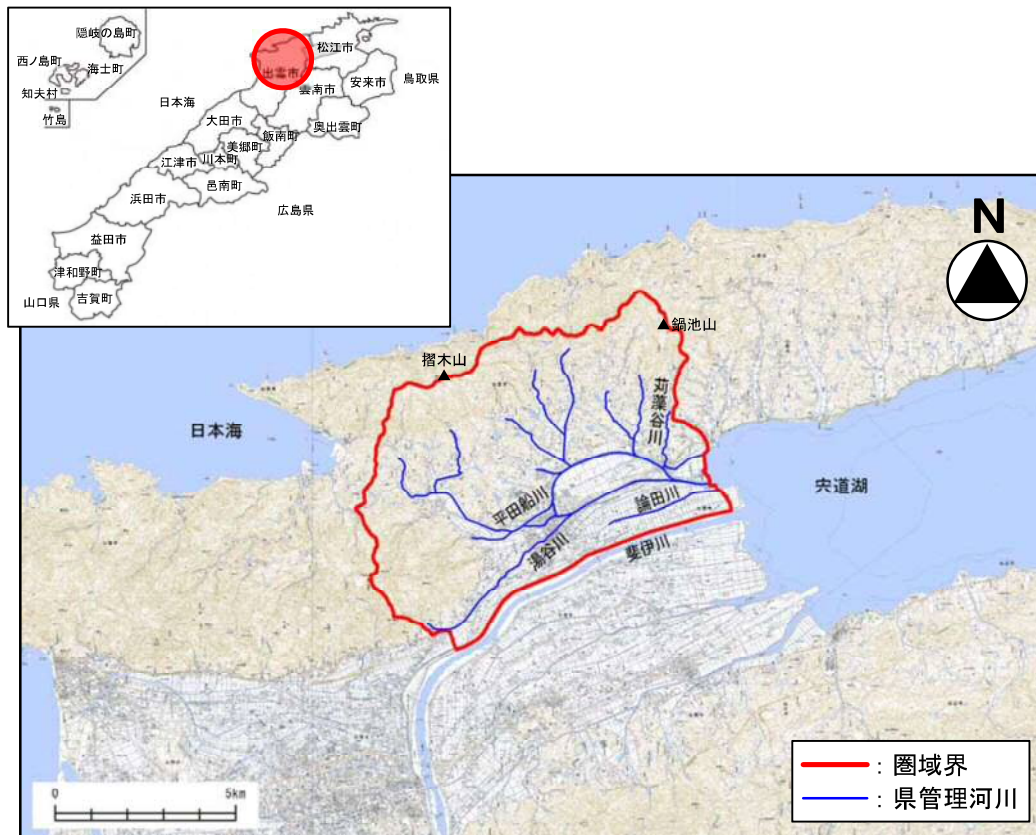 隠岐の島町
西ノ島町
海士町
知夫村
竹島
松江市
出雲市
安来市
鳥取県
雲南市
日本海
大田市
奥出雲町
飯南町
美郷町
江津市
川本町
邑南町
浜田市
広島県
益田市
津和野町
山口県
吉賀町
N
鍋池山
摺木山
苅藻谷川
日本海
宍道湖
平田船川
論田川
湯谷川
斐伊川
:圏域界
:県管理河川
0 5km